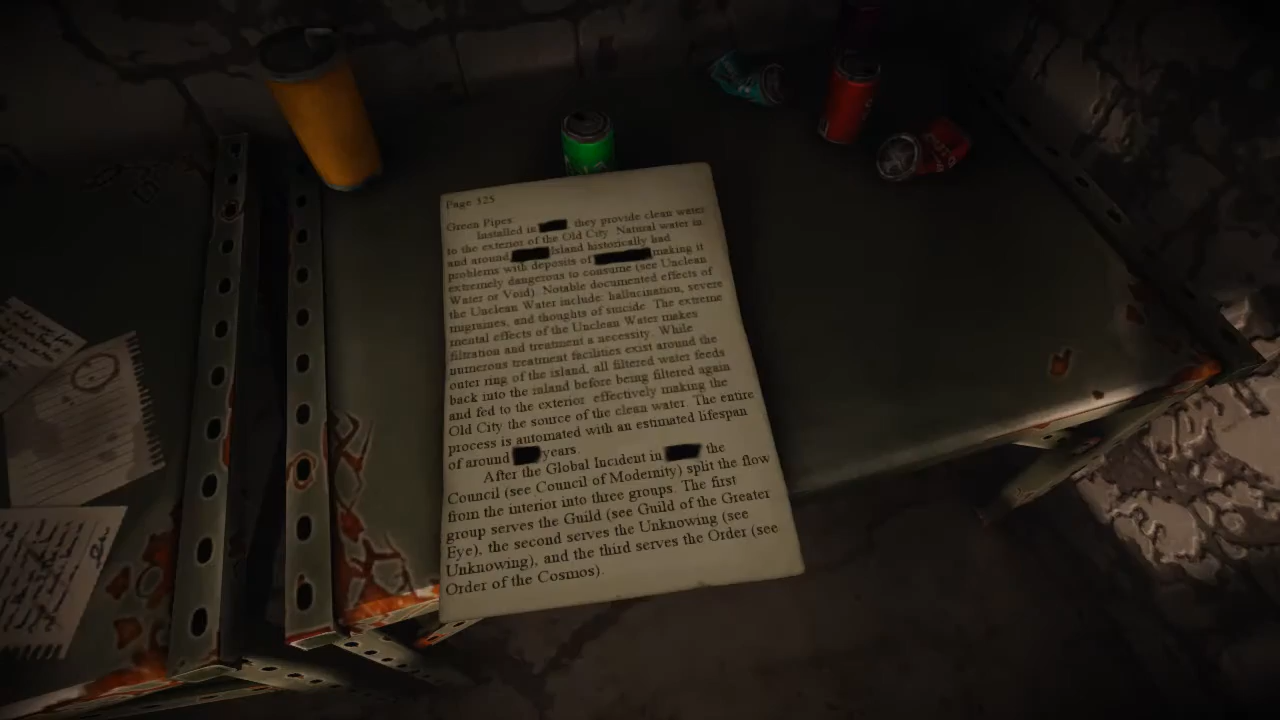 Page 325
Green Pipes:
Installed in they provide clean water
to the exterior of the Old City. Natural water in
and around Island historically had
problems with deposits of making it
extremely dangerous to consume (see Unclean
Water or Void). Notable documented effects of
the Unclean Water include: hallucination, severe
migraines, and thoughts of suicide. The extreme
mental effects of the Unclean Water makes
filtration and treatment a necessity. While
numerous treatment facilities exist around the
outer ring of the island, all filtered water feeds
back into the inland before being filtered again
and fed to the exterior effectively making the
Old City the source of the clean water. The entire
process is automated with an estimated lifespan
of around years.
After the Global Incident in the
Council (see Council of Modernity) split the flow
from the interior into three groups. The first
group serves the Guild (see Guild of the Greater
Eye), the second serves the Unknowing (see
Unknowing), and the third serves the Order (see
Order of the Cosmos).